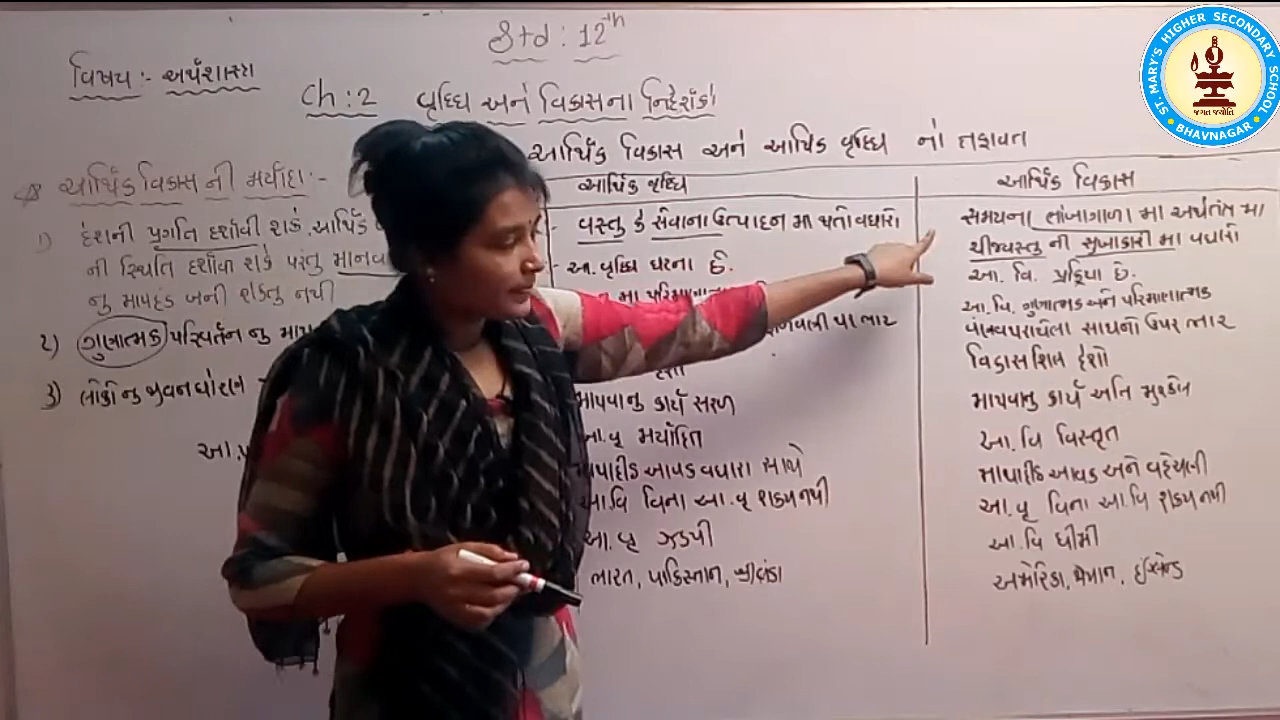 Std : 12th
વિષય :- અર્થશાસ્ત્ર
Ch : 2 વૃધ્ધિ અને વિકાસના નિર્દેશકો
આર્થિક વિકાસ ની મર્યાદા :-
1) દેશની પ્રગતિ દર્શાવી શકે. આર્થિક
ની સ્થિતિ દર્શાવી શકે પરંતુ માનવ
નુ માપદંડ બની શકતુ નથી
2) ગુણાત્મક પરિવર્તન નુ
3) લોકોનુ જીવનધોરણ
આર્થિક વિકાસ અને આર્થિક વૃધ્ધિ નો તફાવત
આર્થિક વૃધ્ધિ
વસ્તુ કે સેવાના ઉત્પાદન મા થતો વધારો
આ. વૃધ્ધિ ઘટના છે.
મા
પર ભાર
દેશો
માપવાનુ કાર્ય સરળ
આ. વૃ મર્યાદિત
માથાદીઠ આવક વધારા સાથે
આ.વિ વિના આ. વૃ શક્ય નથી
આ. વૃ ઝડપી
ભારત, પાકિસ્તાન, શ્રીલંકા
આર્થિક વિકાસ
સમયના લાંબાગાળા મા અર્થતંત્ર મા
ચીજવસ્તુ ની સુખાકારી મા વધારો
આ. વિ. પ્રક્રિયા છે.
આ. વિ. ગુણાત્મક અને પરિમાણાત્મક
સાધનો ઉપર ભાર
વિકાસશિલ દેશો
માપવાનુ કાર્ય અતિ મુશ્કેલ
આ. વિ વિસ્તૃત
માથાદીઠ આવક અને વહેંચણી
આ. વૃ વિના આ. વિ શક્ય નથી
આ. વિ ધીમી
અમેરિકા, જાપાન, ઈંગ્લેન્ડ
ST. MARY'S HIGHER SECONDARY SCHOOL
જગત જ્યોતિ
BHAVNAGAR